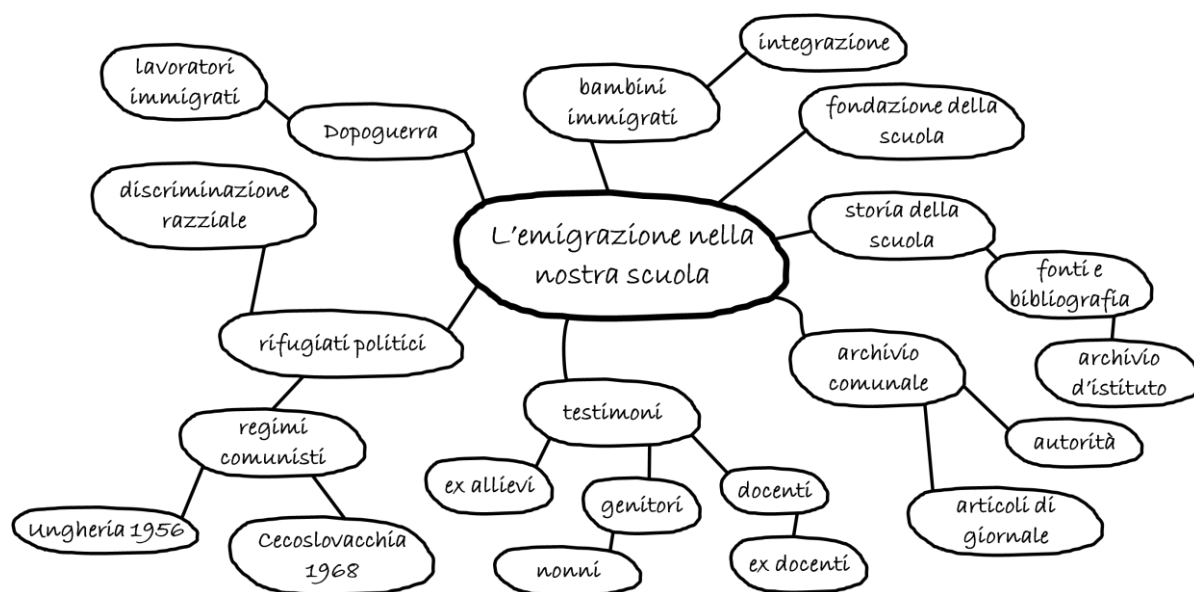 integrazione
lavoratori
immigrati
bambini
immigrati
fondazione della
scuola
Dopoguerra
discriminazione
razziale
L'emigrazione nella
nostra scuola
storia della
scuola
fonti e
bibliografia
rifugiati politici
archivio
comunale
archivio
d'istituto
testimoni
regimi
comunisti
autorità
ex allievi
genitori
docenti
articoli di
giornale
Ungheria 1956
Cecoslovacchia
1968
nonni
ex docenti